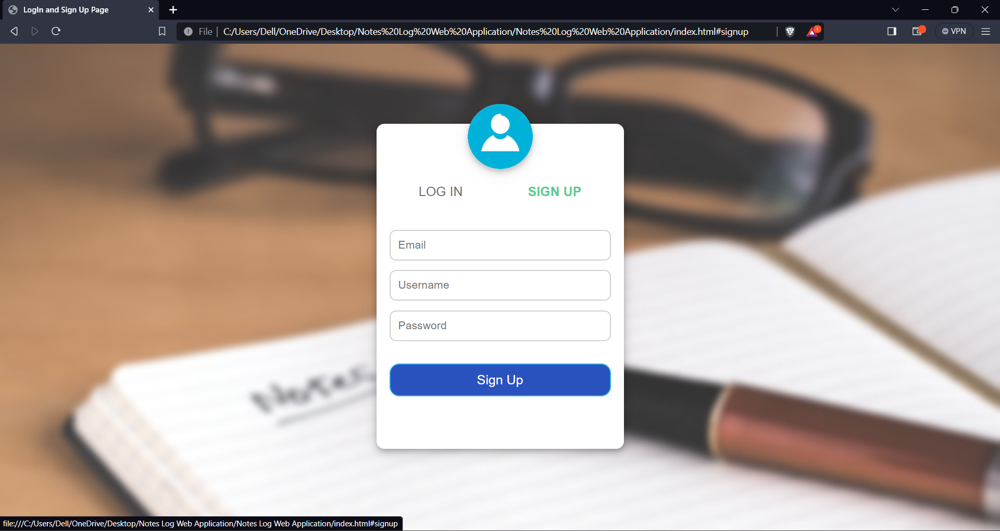 LogIn and Sign Up Page
File C:/Users/Dell/OneDrive/Desktop/Notes%20Log%20Web%20Application/Notes%20Log%20Web%20Application/index.html#signup
1
VPN
LOG IN SIGN UP
Email
Username
Password
Notes
Sign Up
file:///C:/Users/Dell/OneDrive/Desktop/Notes Log Web Application/Notes Log Web Application/index.html#signup